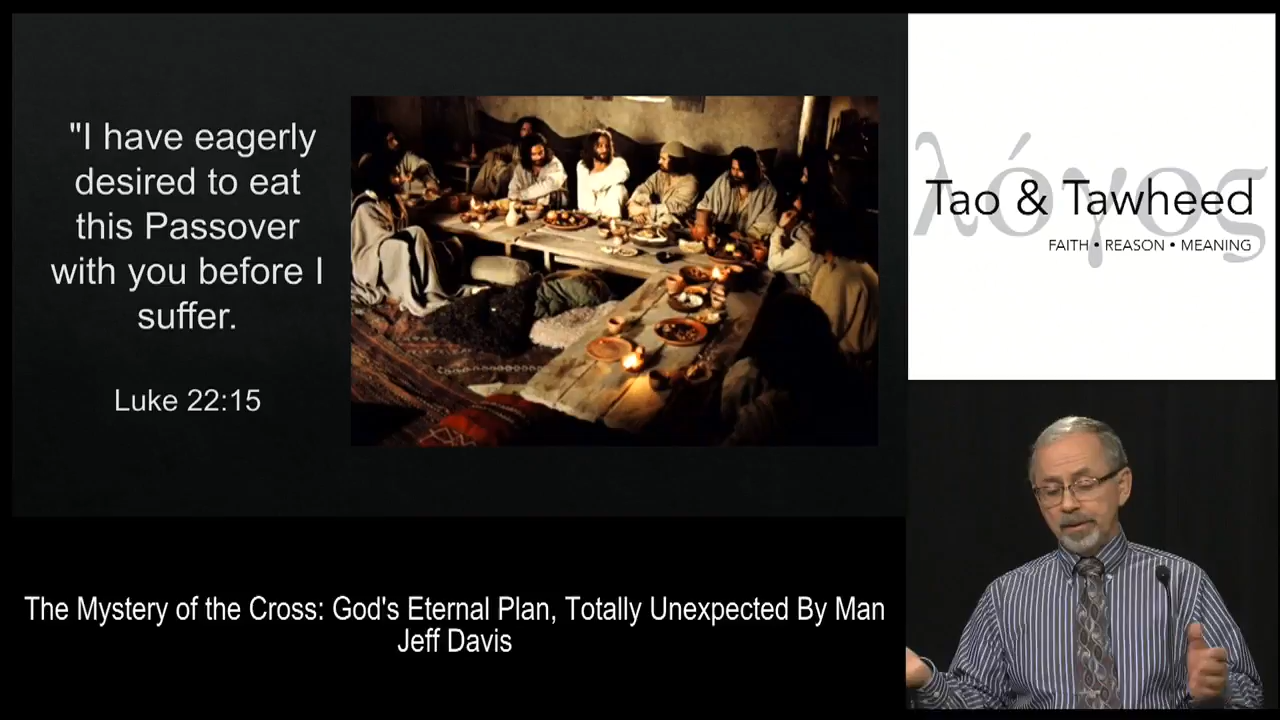 "I have eagerly
desired to eat
this Passover
with you before I
suffer.
Luke 22:15
λόγος
Tao & Tawheed
FAITH • REASON • MEANING
The Mystery of the Cross: God's Eternal Plan, Totally Unexpected By Man
Jeff Davis